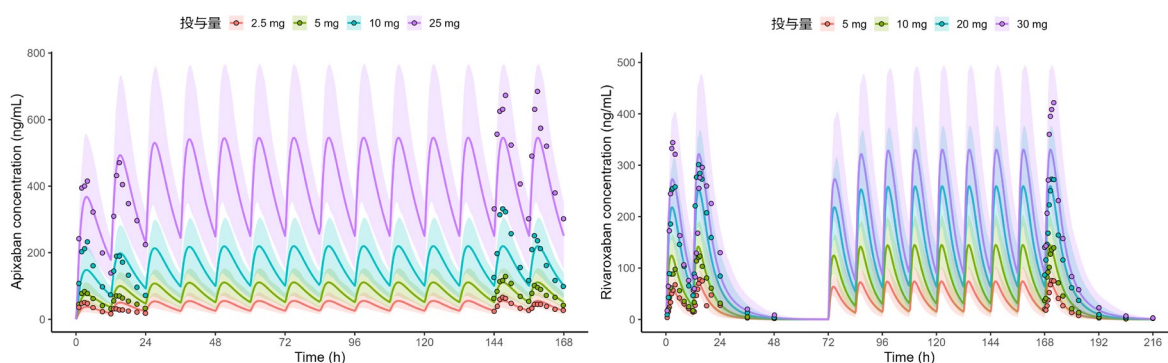 投与量 2.5 mg 5 mg 10 mg 25 mg
Apixaban concentration (ng/mL)
800
600
400
200
0
0 24 48 72 96 120 144 168
Time (h)
投与量 5 mg 10 mg 20 mg 30 mg
Rivaroxaban concentration (ng/mL)
500
400
300
200
100
0
0 24 48 72 96 120 144 168 192 216
Time (h)